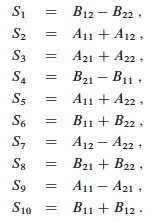 S₁ = B₁₂ − B₂₂ ,
S₂ = A₁₁ + A₁₂ ,
S₃ = A₂₁ + A₂₂ ,
S₄ = B₂₁ − B₁₁ ,
S₅ = A₁₁ + A₂₂ ,
S₆ = B₁₁ + B₂₂ ,
S₇ = A₁₂ − A₂₂ ,
S₈ = B₂₁ + B₂₂ ,
S₉ = A₁₁ − A₂₁ ,
S₁₀ = B₁₁ + B₁₂ .